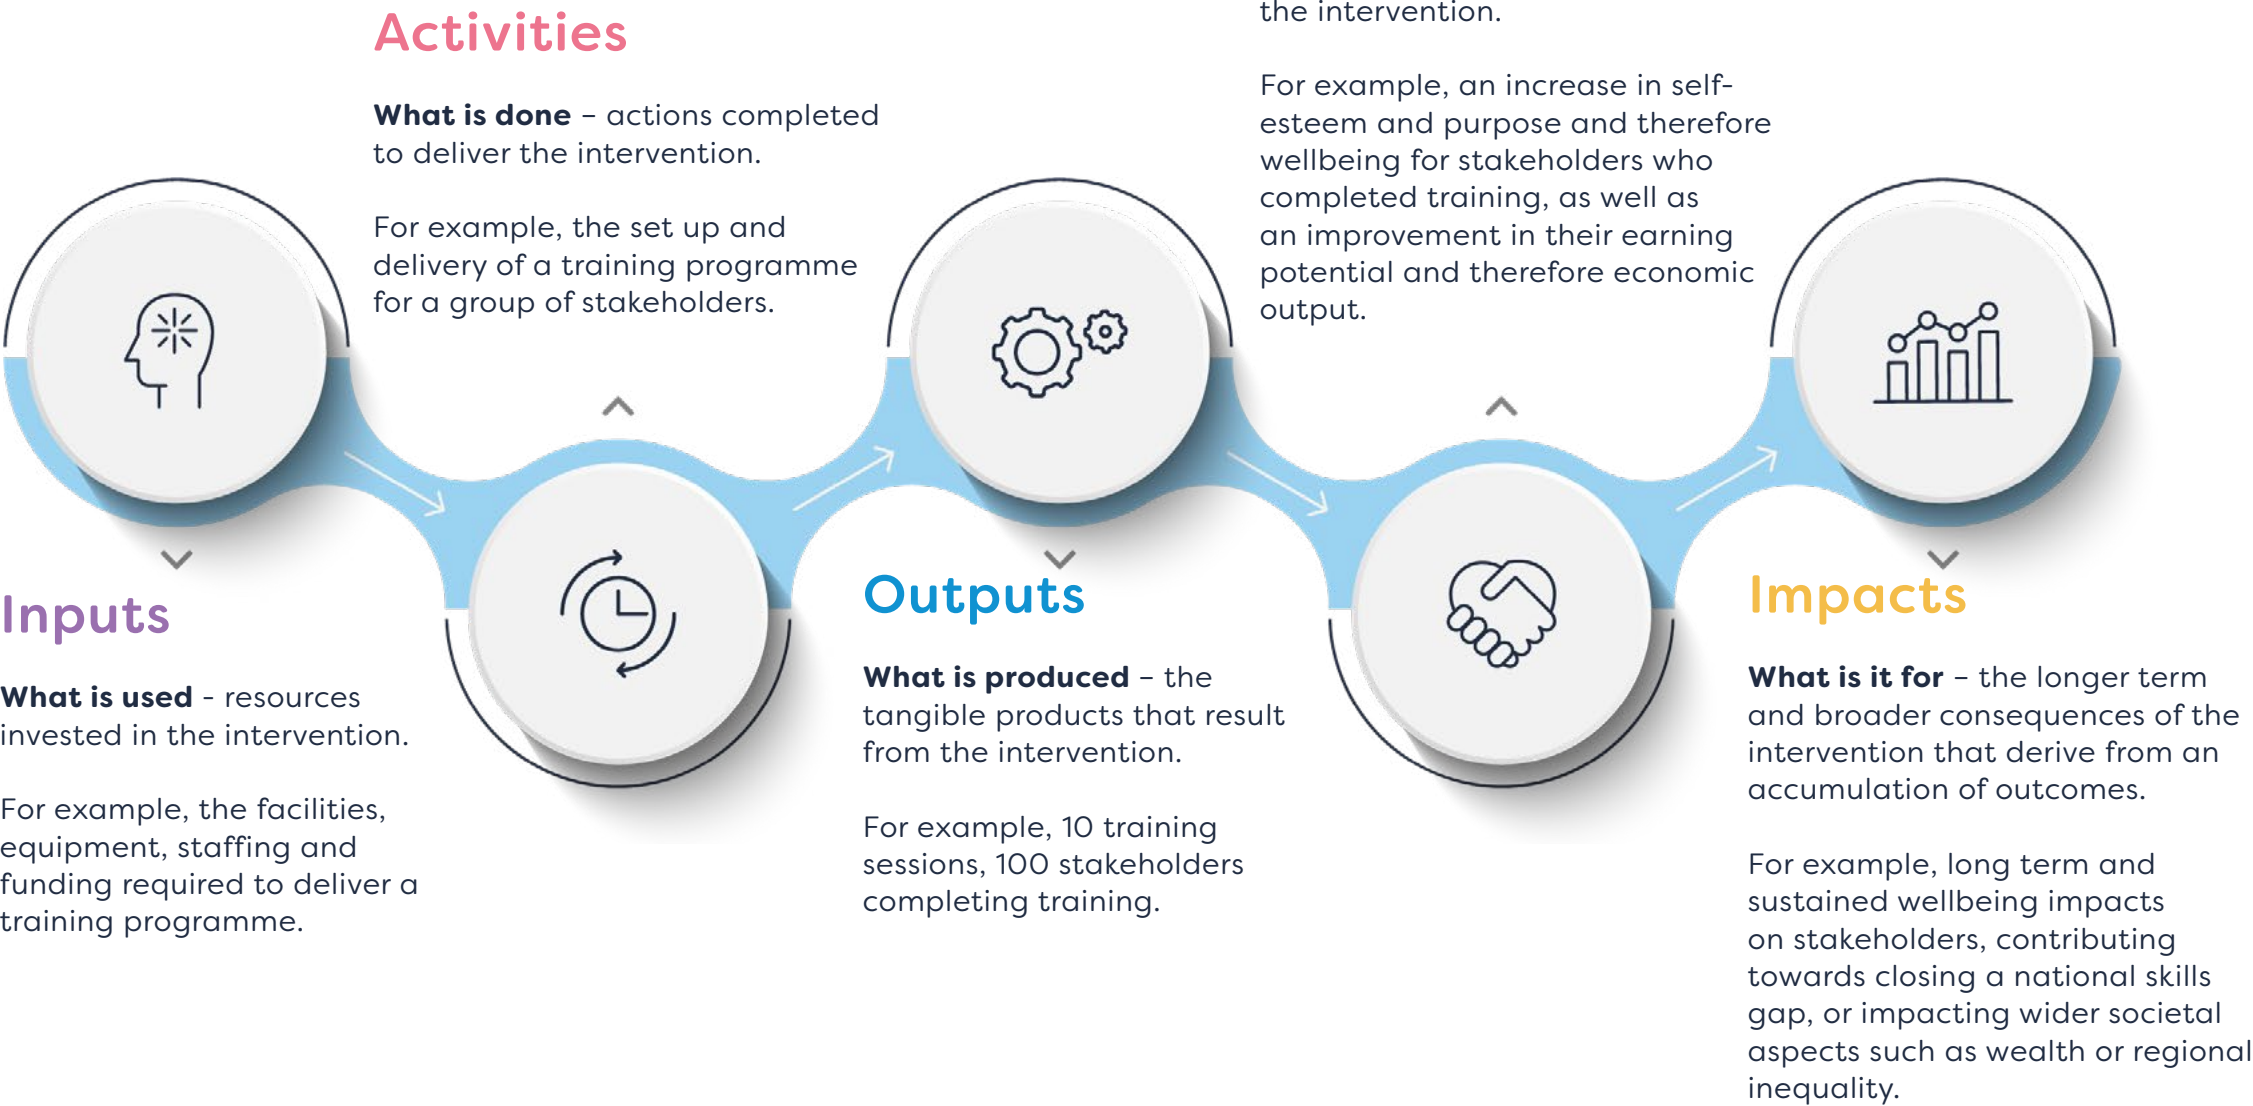 Activities
What is done – actions completed
to deliver the intervention.
For example, the set up and
delivery of a training programme
for a group of stakeholders.
the intervention.
For example, an increase in self-
esteem and purpose and therefore
wellbeing for stakeholders who
completed training, as well as
an improvement in their earning
potential and therefore economic
output.
Inputs
What is used - resources
invested in the intervention.
For example, the facilities,
equipment, staffing and
funding required to deliver a
training programme.
Outputs
What is produced – the
tangible products that result
from the intervention.
For example, 10 training
sessions, 100 stakeholders
completing training.
Impacts
What is it for – the longer term
and broader consequences of the
intervention that derive from an
accumulation of outcomes.
For example, long term and
sustained wellbeing impacts
on stakeholders, contributing
towards closing a national skills
gap, or impacting wider societal
aspects such as wealth or regional
inequality.